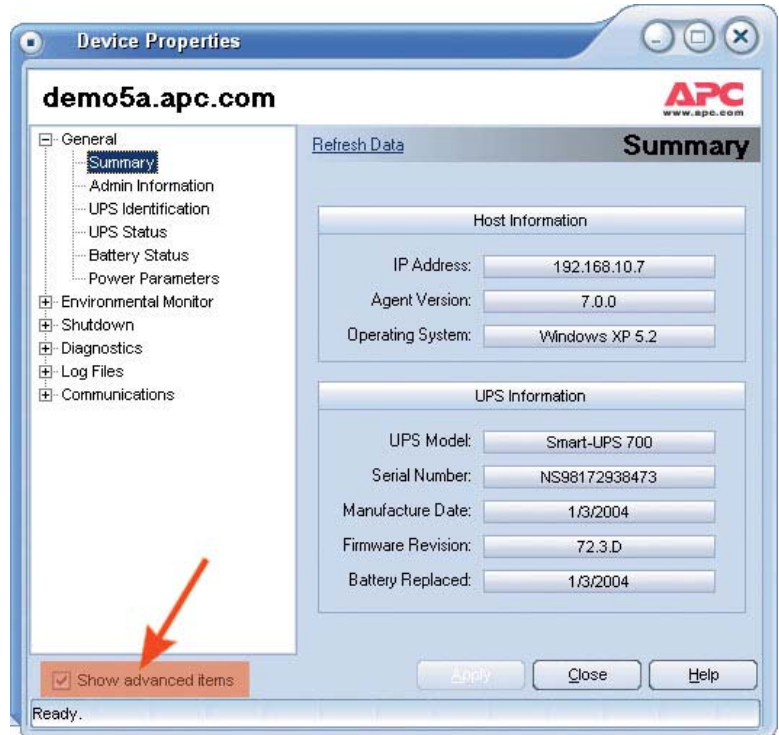 Device Properties
demo5a.apc.com
APC
www.apc.com
General
Summary
Admin Information
UPS Identification
UPS Status
Battery Status
Power Parameters
Environmental Monitor
Shutdown
Diagnostics
Log Files
Communications
Refresh Data
Summary
Host Information
IP Address: 192.168.10.7
Agent Version: 7.0.0
Operating System: Windows XP 5.2
UPS Information
UPS Model: Smart-UPS 700
Serial Number: NS98172938473
Manufacture Date: 1/3/2004
Firmware Revision: 72.3.D
Battery Replaced: 1/3/2004
Show advanced items
Apply
Close
Help
Ready.